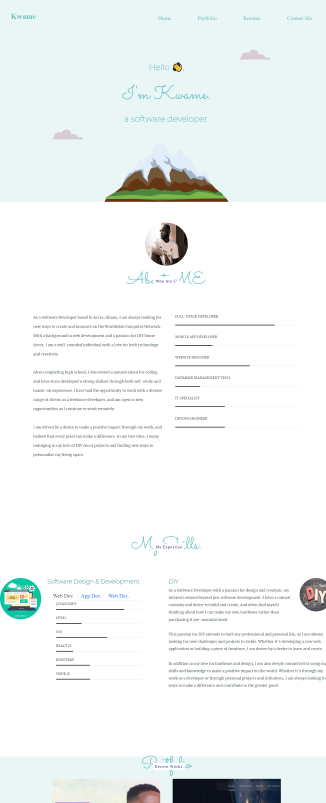 Kwame
Home Portfolio Resume Contact Me
Hello 👋,
I'm Kwame.
a software developer.
Who Am I?
As a Software Developer based in Accra, Ghana, I am always looking for
new ways to create and innovate on the Worldwide Computer Network.
With a background in web development and a passion for DIY home
decor, I am a well-rounded individual with a love for both technology
and creativity.
After completing high school, I discovered a natural talent for coding
and have since developed a strong skillset through both self-study and
hands-on experience. I have had the opportunity to work with a diverse
range of clients as a freelance developer, and am open to new
opportunities as I continue to work remotely.
I am driven by a desire to make a positive impact through my work, and
believe that every pixel can make a difference. In my free time, I enjoy
indulging in my love of DIY decor projects and finding new ways to
personalize my living space.
FULL-STACK DEVELOPER
MOBILE APP DEVELOPER
WEBSITE DESIGNER
DATABASE MANAGEMENT TESTS
IT SPECIALIST
DEVOPS ENGINEER
My Skills.
My Expertise
Software Design & Development
Web Dev. App Dev. Web Dev.
JAVASCRIPT
HTML5
CSS
REACT.JS
BOOTSTRAP
NODE.JS
DIY
As a Software Developer with a passion for design and creation, my
interests extend beyond just software development. I have a natural
curiosity and desire to build and create, and often find myself
thinking about how I can make my own furniture rather than
purchasing it pre-manufactured.
This passion for DIY extends to both my professional and personal life, as I am always
looking for new challenges and projects to tackle. Whether it's developing a new web
application or building a piece of furniture, I am driven by a desire to learn and create.
In addition to my love for hardware and design, I am also deeply committed to using my
skills and knowledge to make a positive impact on the world. Whether it's through my
work as a developer or through personal projects and initiatives, I am always looking for
ways to make a difference and contribute to the greater good.
DIY
Recent Works